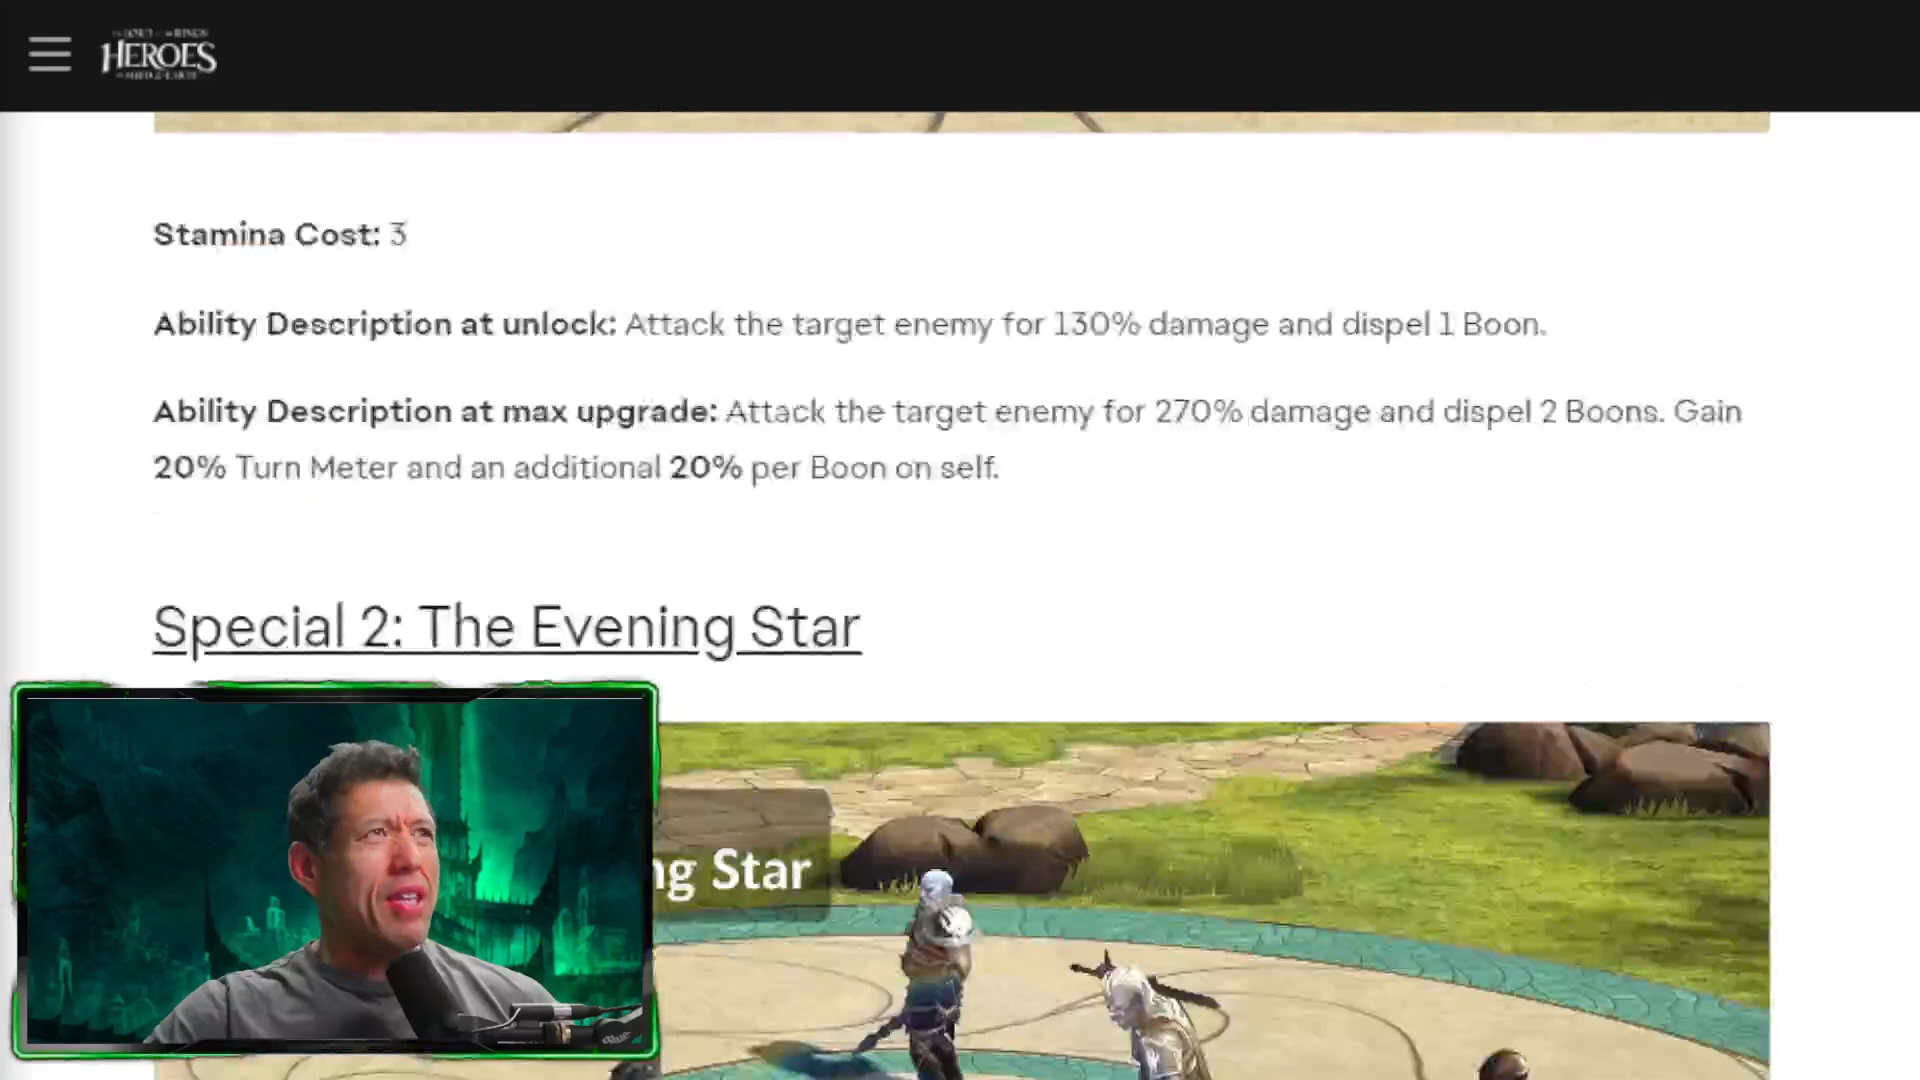 HEROES
Stamina Cost: 3
Ability Description at unlock: Attack the target enemy for 130% damage and dispel 1 Boon.
Ability Description at max upgrade: Attack the target enemy for 270% damage and dispel 2 Boons. Gain
20% Turn Meter and an additional 20% per Boon on self.
Special 2: The Evening Star
ng Star